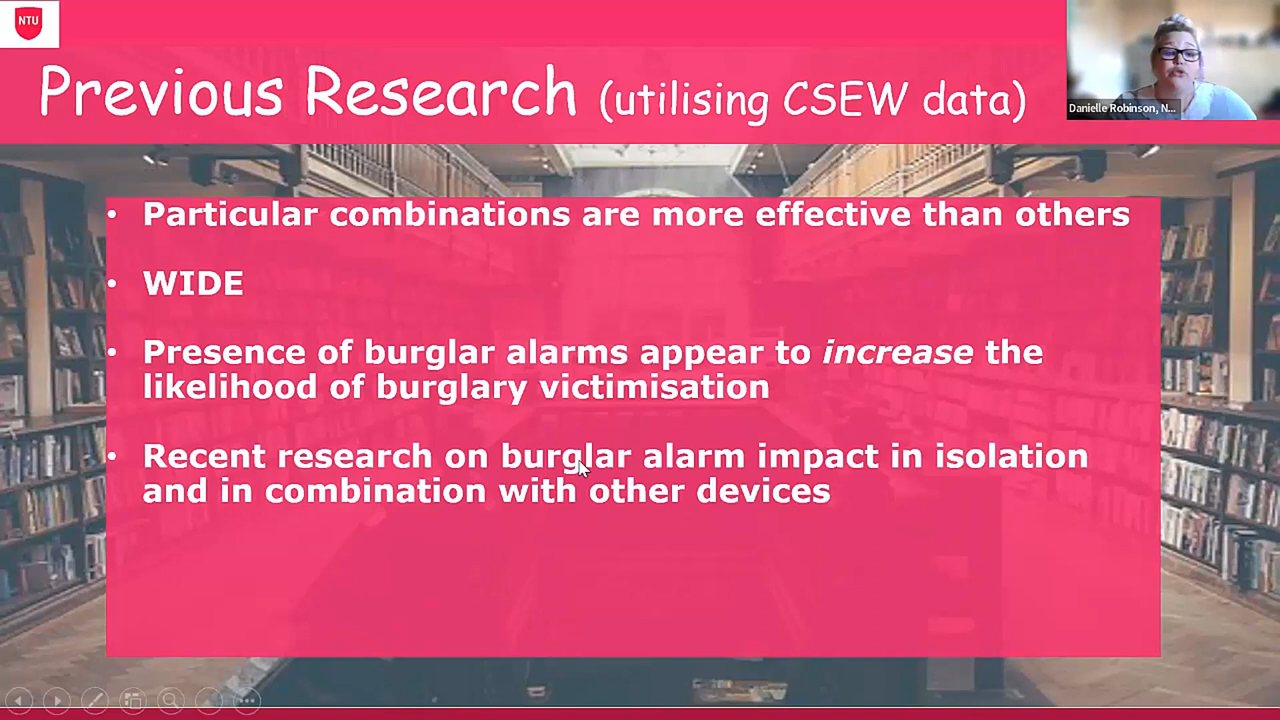 NTU
Previous Research (utilising CSEW data)
Danielle Robinson, N...
• Particular combinations are more effective than others
• WIDE
• Presence of burglar alarms appear to increase the
likelihood of burglary victimisation
• Recent research on burglar alarm impact in isolation
and in combination with other devices